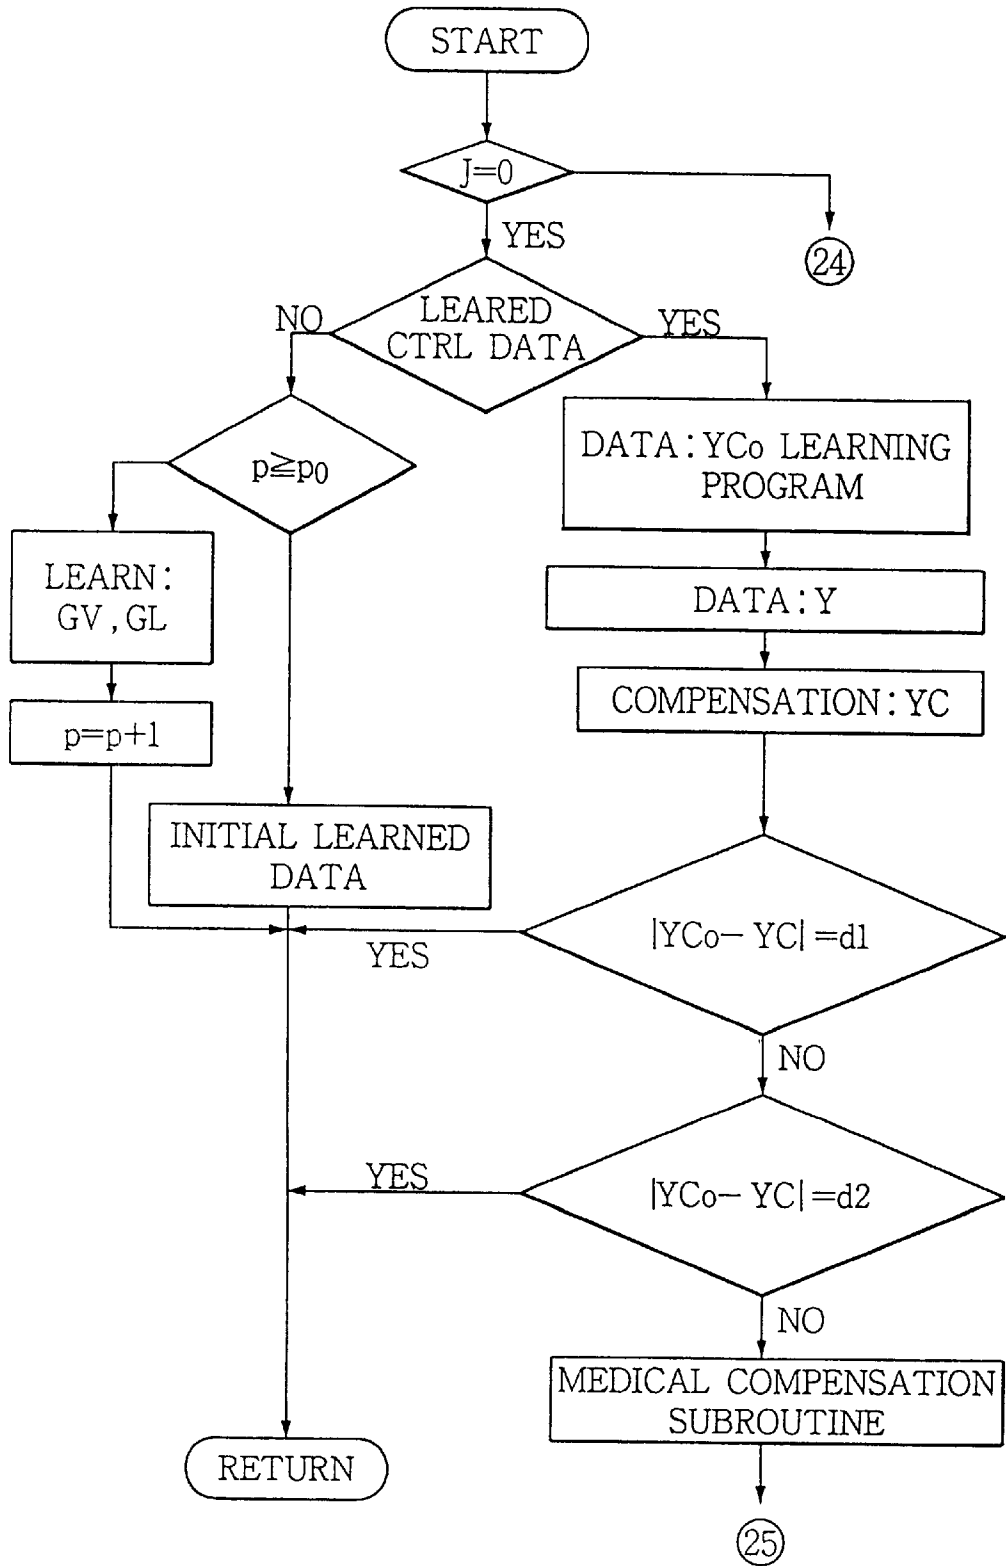 START
J=0
YES
24
NO
LEARED
CTRL DATA
YES
p≧p0
DATA:YCo LEARNING
PROGRAM
LEARN:
GV,GL
DATA:Y
p=p+1
COMPENSATION:YC
INITIAL LEARNED
DATA
|YCo-YC|=d1
YES
NO
YES
|YCo-YC|=d2
NO
MEDICAL COMPENSATION
SUBROUTINE
RETURN
25